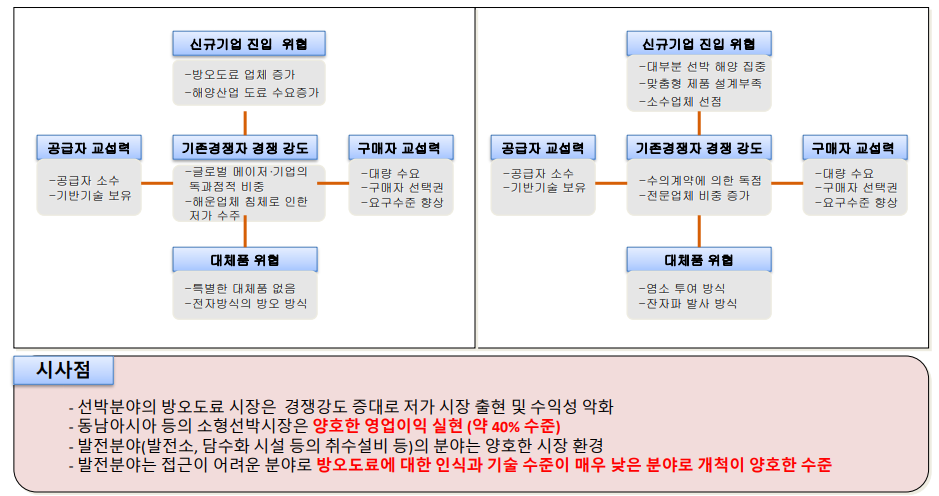 신규기업 진입 위협
-방오도료 업체 증가
-해양산업 도료 수요증가
공급자 교섭력
-공급자 소수
-기반기술 보유
기존경쟁자 경쟁 강도
-글로벌 메이저·기업의
독과점적 비중
-해운업체 침체로 인한
저가 수주
구매자 교섭력
-대량 수요
-구매자 선택권
-요구수준 향상
대체품 위협
-특별한 대체품 없음
-전자방식의 방오 방식
신규기업 진입 위협
-대부분 선박 해양 집중
-맞춤형 제품 설계부족
-소수업체 선점
공급자 교섭력
-공급자 소수
-기반기술 보유
기존경쟁자 경쟁 강도
-수의계약에 의한 독점
-전문업체 비중 증가
구매자 교섭력
-대량 수요
-구매자 선택권
-요구수준 향상
대체품 위협
-염소 투여 방식
-잔자파 발사 방식
시사점
- 선박분야의 방오도료 시장은 경쟁강도 증대로 저가 시장 출현 및 수익성 악화
- 동남아시아 등의 소형선박시장은 양호한 영업이익 실현 (약 40% 수준)
- 발전분야(발전소, 담수화 시설 등의 취수설비 등)의 분야는 양호한 시장 환경
- 발전분야는 접근이 어려운 분야로 방오도료에 대한 인식과 기술 수준이 매우 낮은 분야로 개척이 양호한 수준